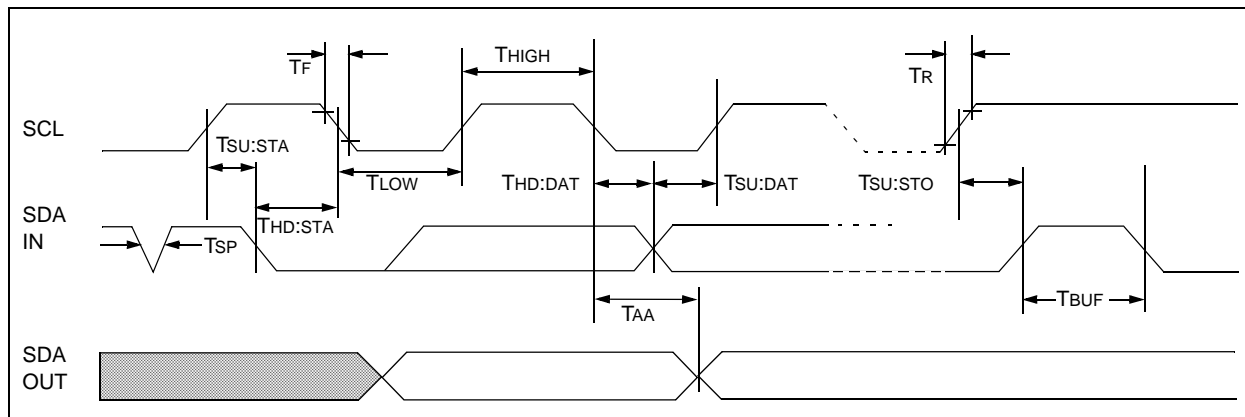 TF
THIGH
TR
SCL
TSU:STA
TLOW
THD:DAT
TSU:DAT
TSU:STO
SDA
IN
TSP
THD:STA
TAA
TBUF
SDA
OUT